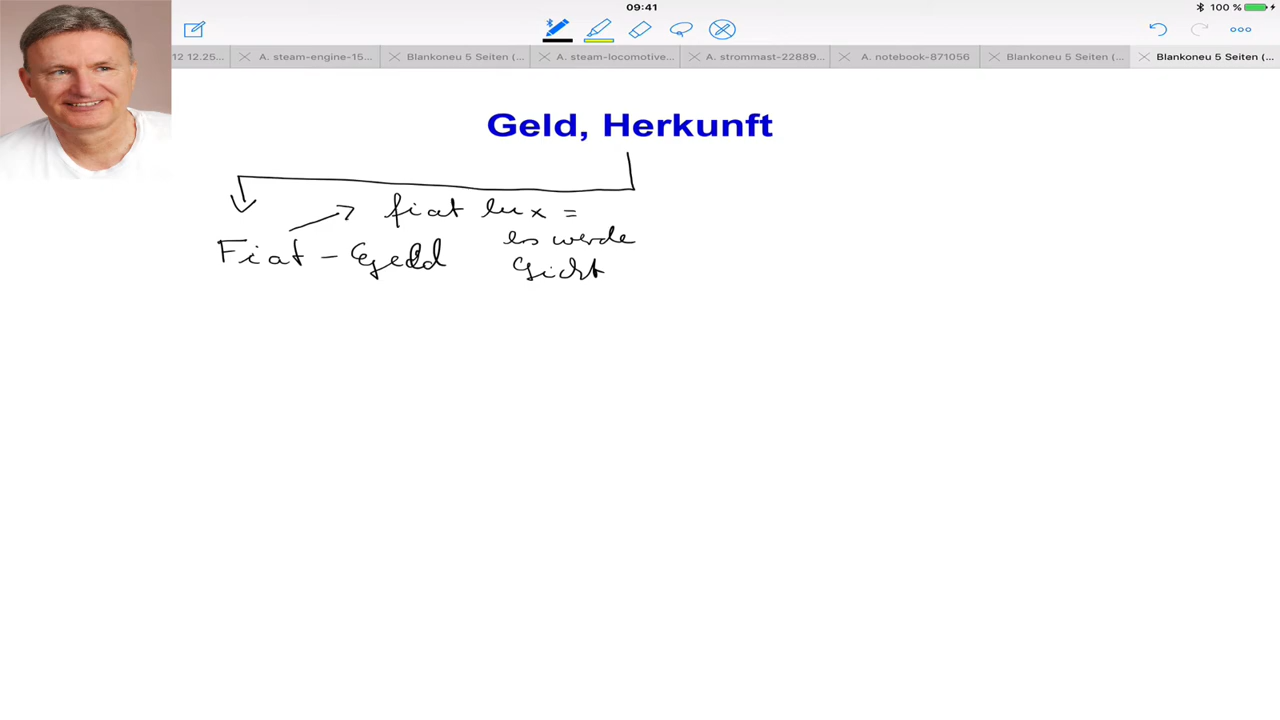 09:41
100 %
12 12.25...
A. steam-engine-15...
Blankoneu 5 Seiten (...
A. steam-locomotive...
A. strommast-22889...
A. notebook-871066
Blankoneu 5 Seiten (...
Blankoneu 5 Seiten (...
Geld, Herkunft
fiat lux =
es werde
Licht
Fiat - Geld